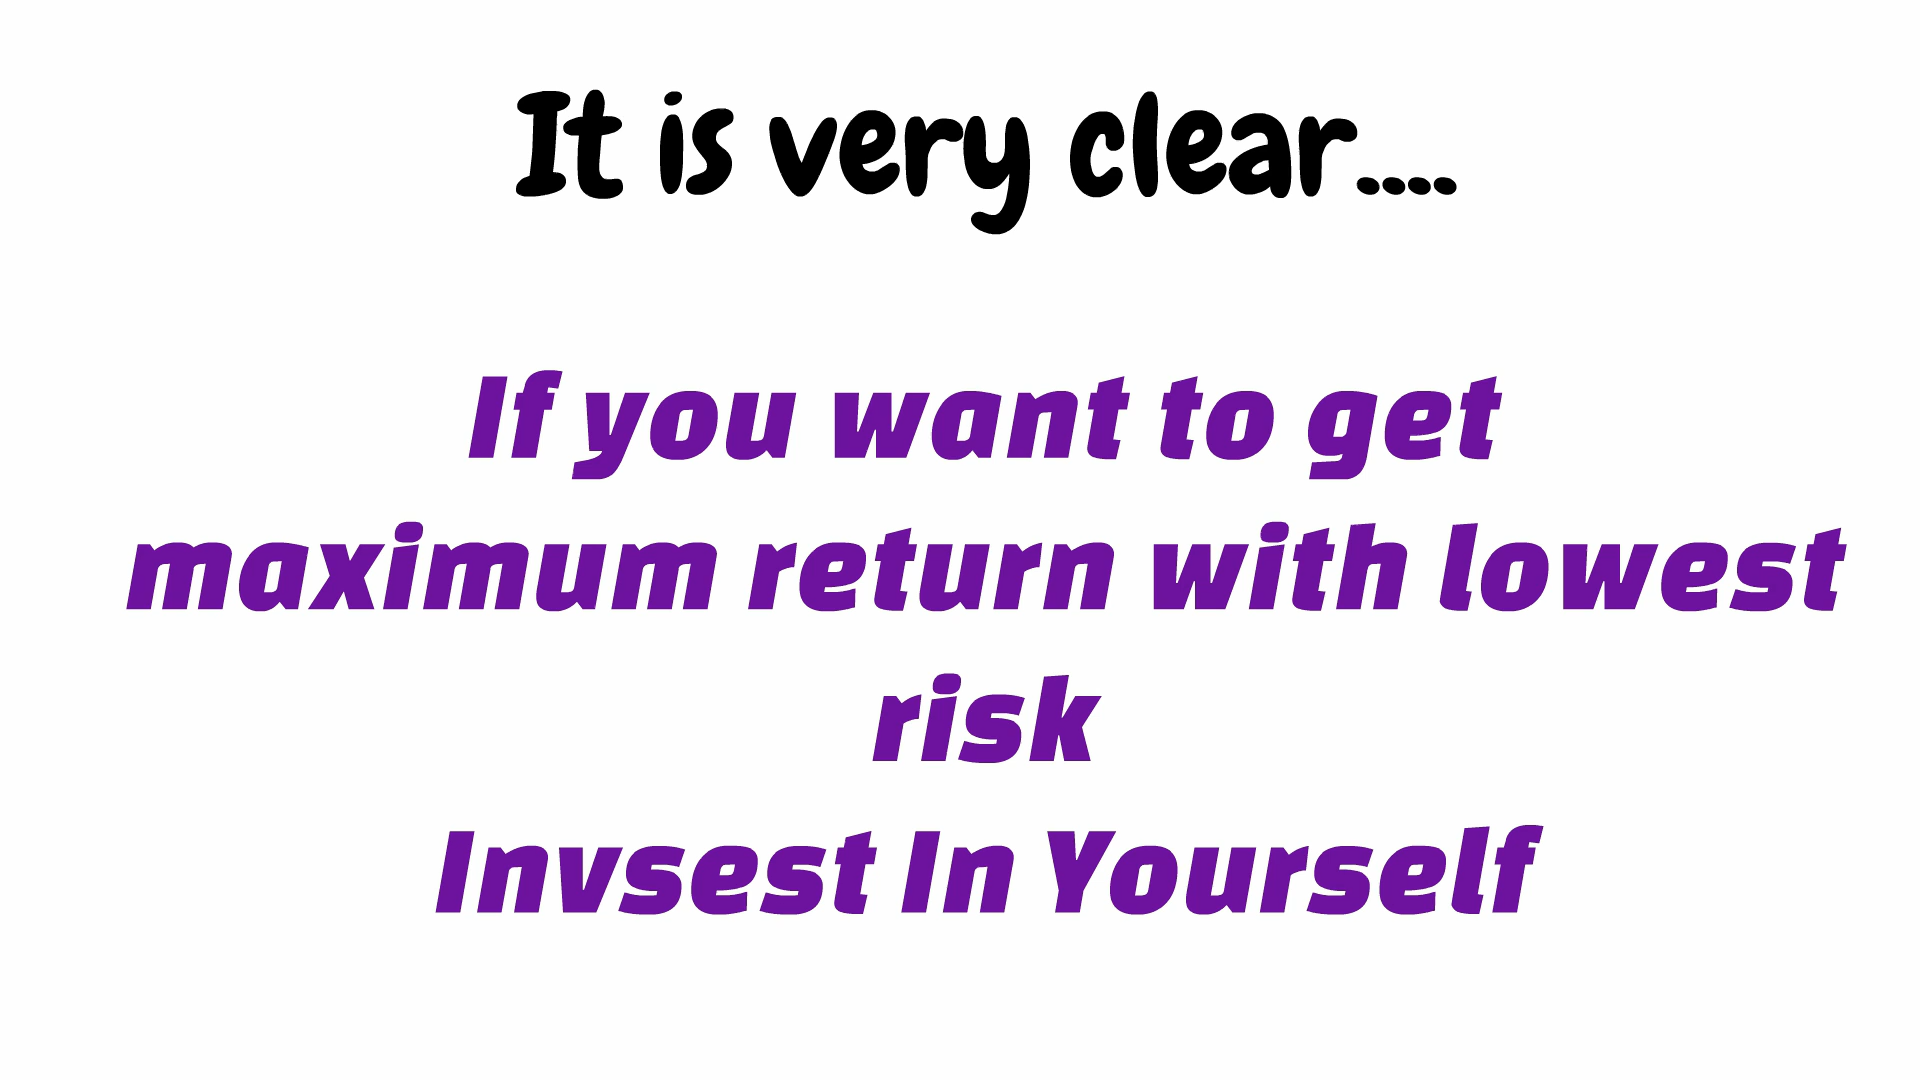 It is very clear....
If you want to get
maximum return with lowest
risk
Invsest In Yourself